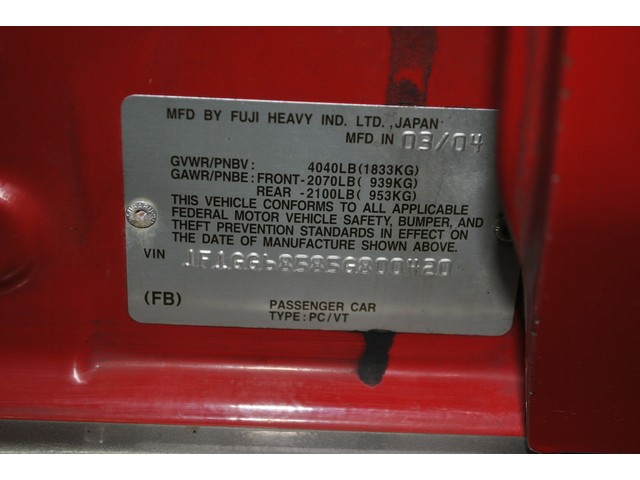 MFD BY FUJI HEAVY IND. LTD., JAPAN
MFD IN 03/04
GVWR/PNBV: 4040LB(1833KG)
GAWR/PNBE: FRONT-2070LB( 939KG)
REAR -2100LB( 953KG)
THIS VEHICLE CONFORMS TO ALL APPLICABLE
FEDERAL MOTOR VEHICLE SAFETY, BUMPER, AND
THEFT PREVENTION STANDARDS IN EFFECT ON
THE DATE OF MANUFACTURE SHOWN ABOVE.
VIN JF1GG68585G800420
(FB) PASSENGER CAR
TYPE: PC/VT